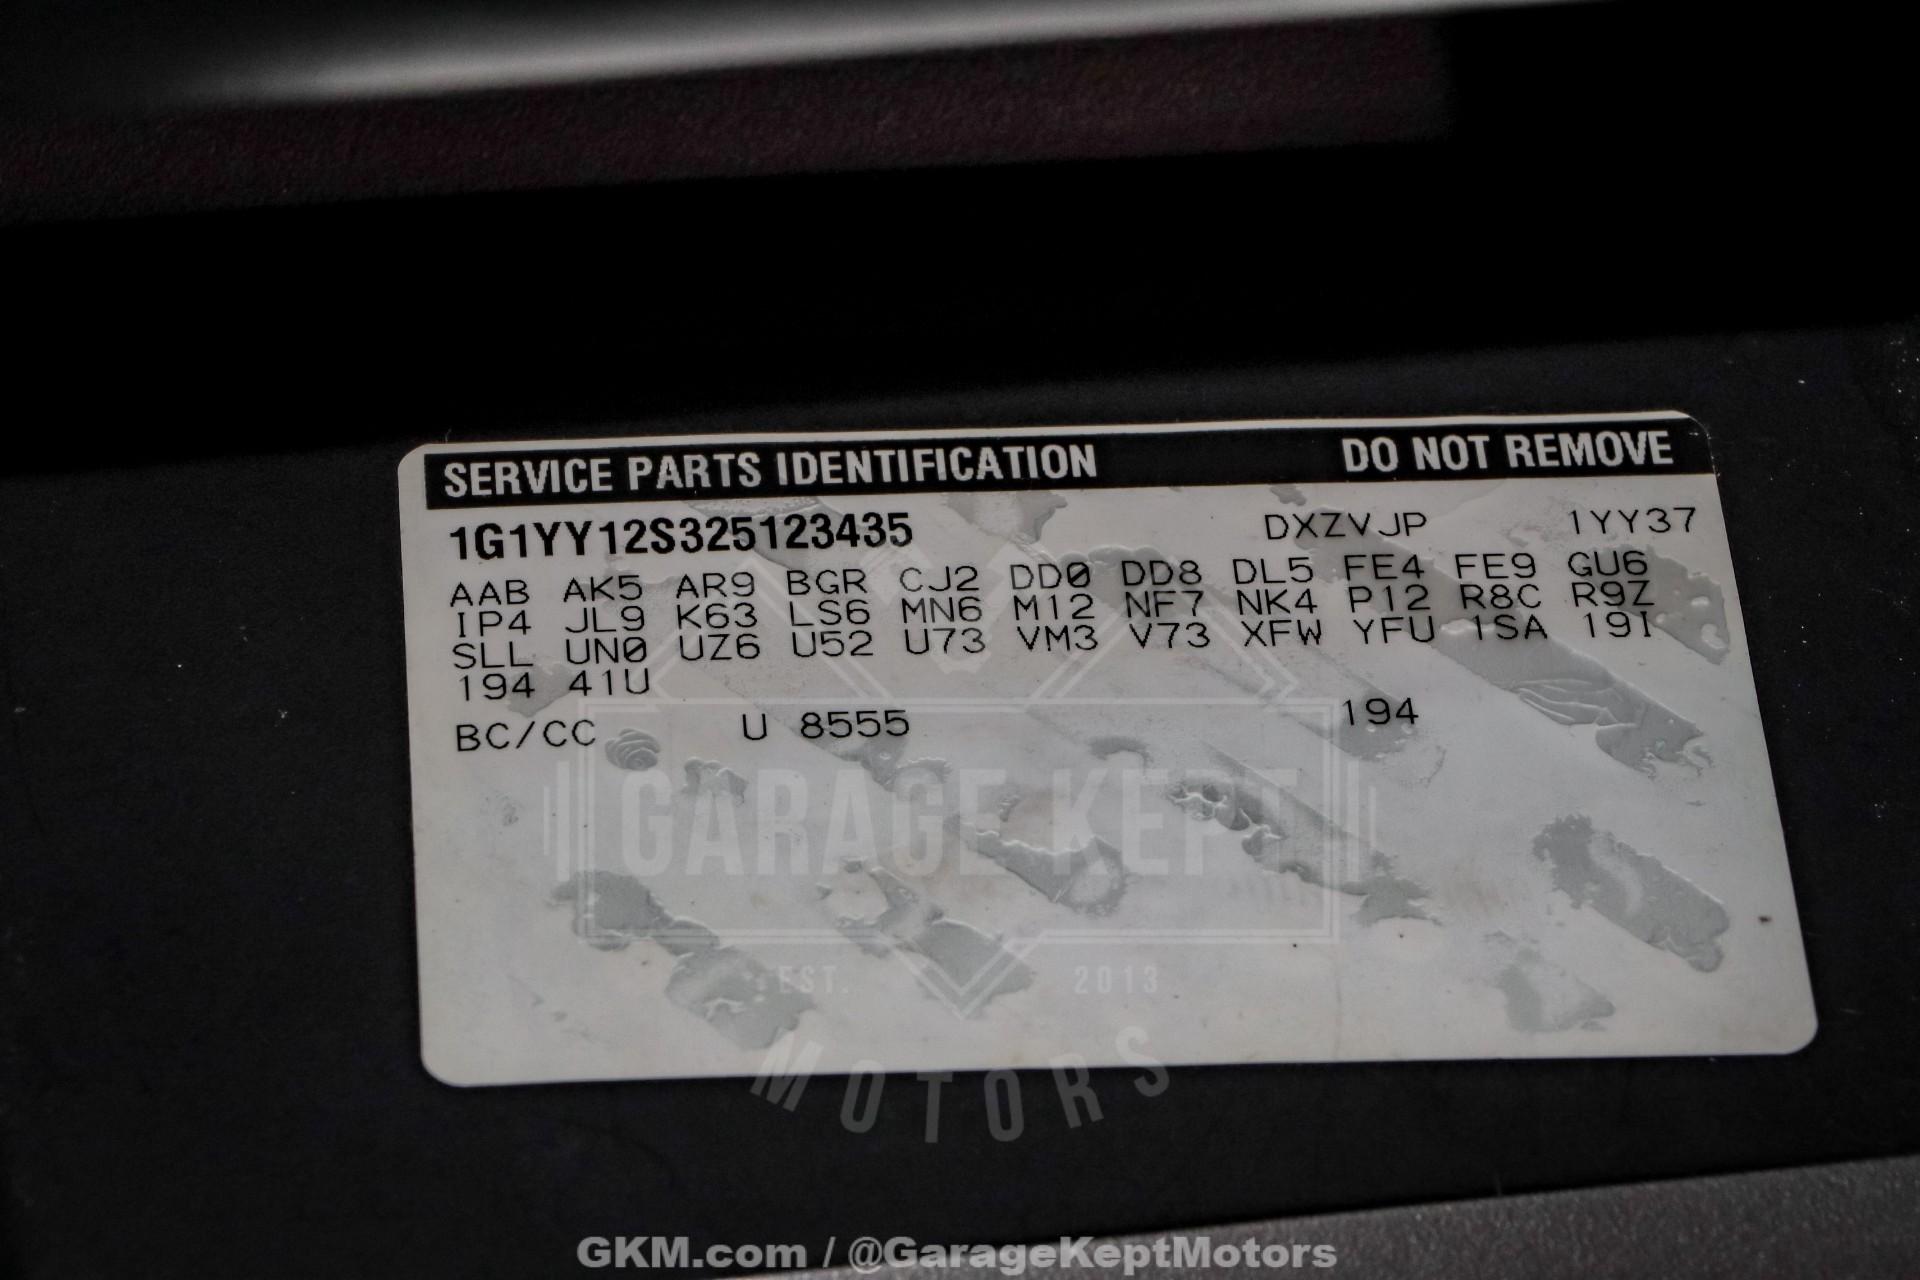 SERVICE PARTS IDENTIFICATION DO NOT REMOVE
1G1YY12S325123435 DXZVJP 1YY37
AAB AK5 AR9 BGR CJ2 DD0 DD8 DL5 FE4 FE9 GU6
IP4 JL9 K63 LS6 MN6 M12 NF7 NK4 P12 R8C R9Z
SLL UN0 UZ6 U52 U73 VM3 V73 XFW YFU 1SA 19I
194 41U
BC/CC U 8555 194
GARAGE KEPT
EST. 2013
MOTORS
GKM.com / @GarageKeptMotors